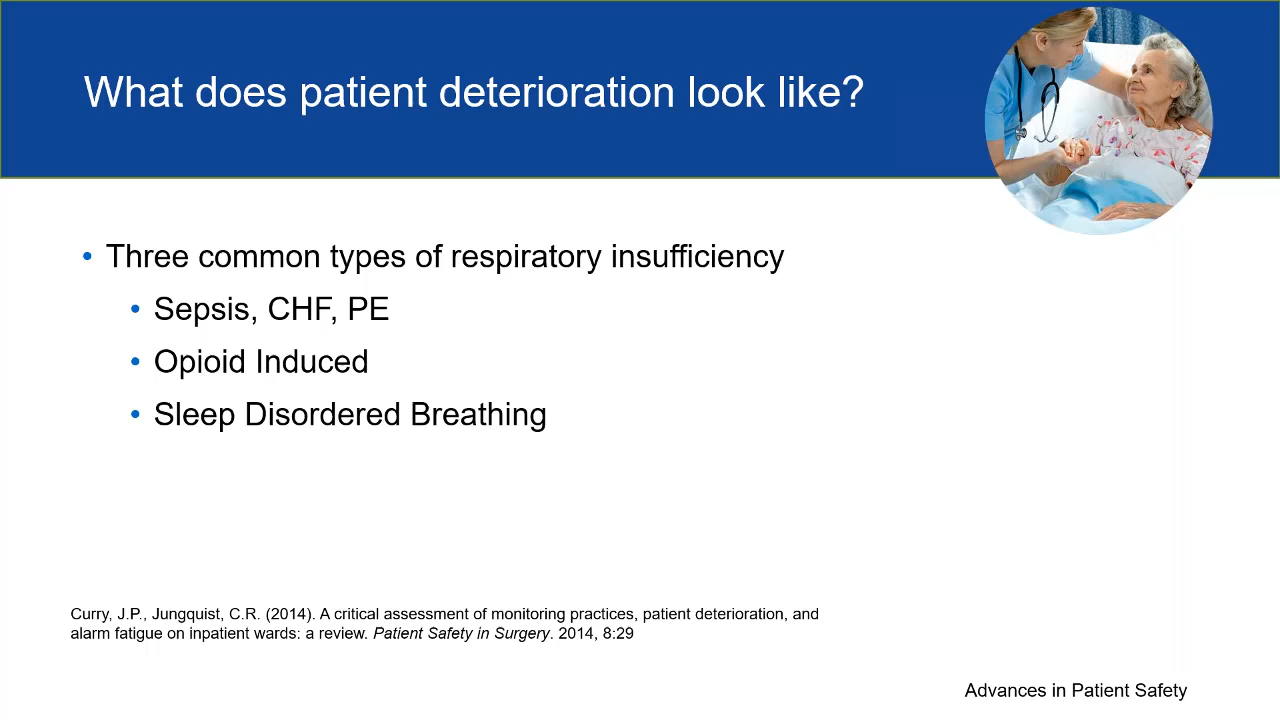 What does patient deterioration look like?
• Three common types of respiratory insufficiency
• Sepsis, CHF, PE
• Opioid Induced
• Sleep Disordered Breathing
Curry, J.P., Jungquist, C.R. (2014). A critical assessment of monitoring practices, patient deterioration, and
alarm fatigue on inpatient wards: a review. Patient Safety in Surgery. 2014, 8:29
Advances in Patient Safety